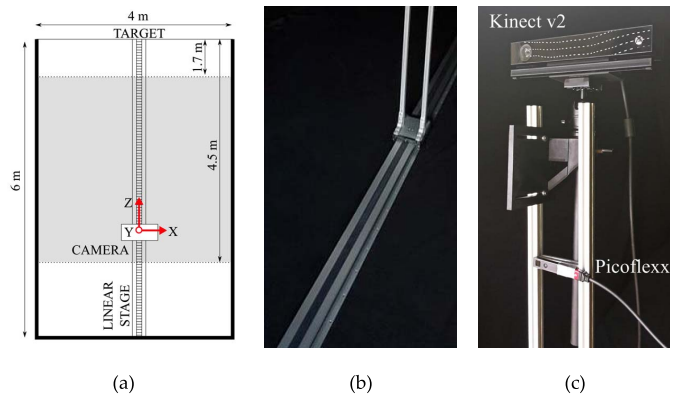 4 m
TARGET
1.7 m
4.5 m
6 m
Z
Y
X
CAMERA
LINEAR
STAGE
Kinect v2
Picoflexx
(a)
(b)
(c)